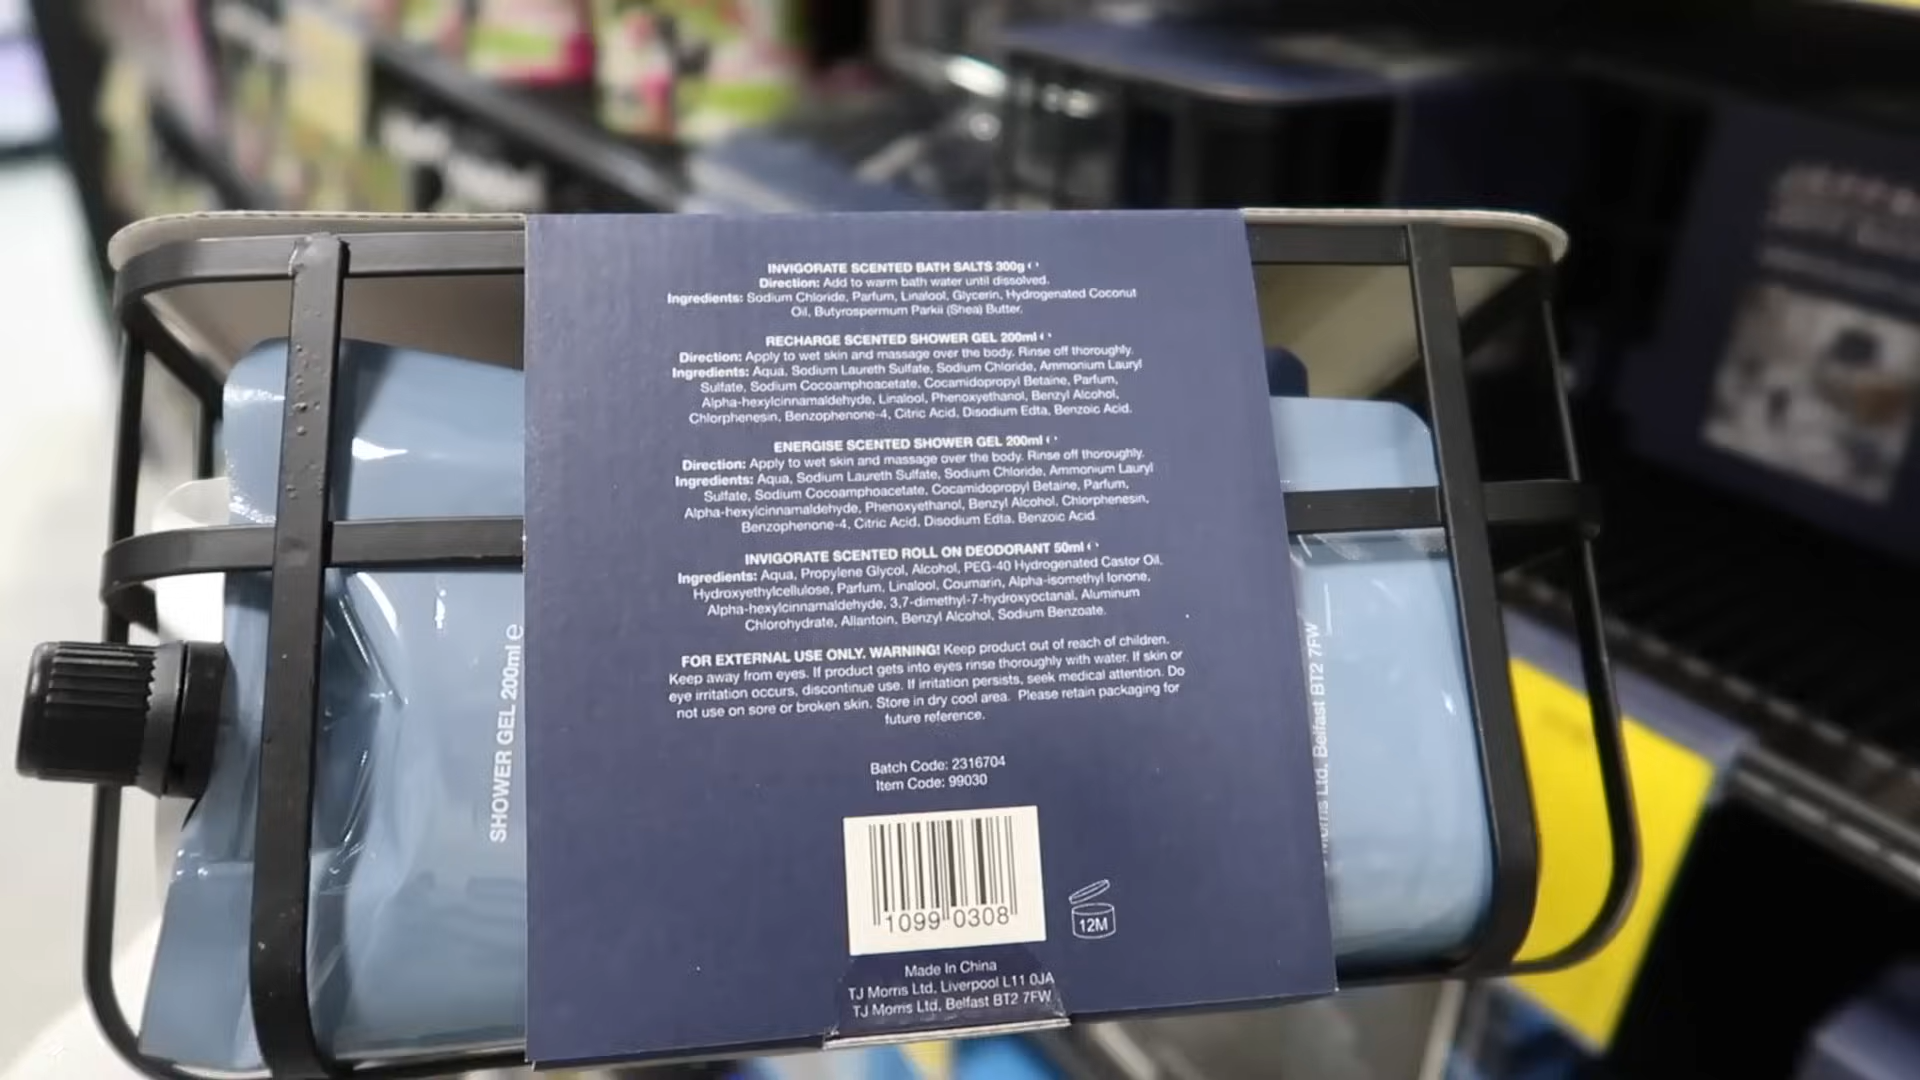 INVIGORATE SCENTED BATH SALTS 300g e
Direction: Add to warm bath water until dissolved.
Ingredients: Sodium Chloride, Parfum, Linalool, Glycerin, Hydrogenated Coconut
Oil, Butyrospermum Parkii (Shea) Butter.
RECHARGE SCENTED SHOWER GEL 200ml e
Direction: Apply to wet skin and massage over the body. Rinse off thoroughly.
Ingredients: Aqua, Sodium Laureth Sulfate, Sodium Chloride, Ammonium Lauryl
Sulfate, Sodium Cocoamphoacetate, Cocamidopropyl Betaine, Parfum,
Alpha-hexylcinnamaldehyde, Linalool, Phenoxyethanol, Benzyl Alcohol,
Chlorphenesin, Benzophenone-4, Citric Acid, Disodium Edta, Benzoic Acid.
ENERGISE SCENTED SHOWER GEL 200ml e
Direction: Apply to wet skin and massage over the body. Rinse off thoroughly.
Ingredients: Aqua, Sodium Laureth Sulfate, Sodium Chloride, Ammonium Lauryl
Sulfate, Sodium Cocoamphoacetate, Cocamidopropyl Betaine, Parfum,
Alpha-hexylcinnamaldehyde, Phenoxyethanol, Benzyl Alcohol, Chlorphenesin,
Benzophenone-4, Citric Acid, Disodium Edta, Benzoic Acid.
INVIGORATE SCENTED ROLL ON DEODORANT 50ml e
Ingredients: Aqua, Propylene Glycol, Alcohol, PEG-40 Hydrogenated Castor Oil,
Hydroxyethylcellulose, Parfum, Linalool, Coumarin, Alpha-isomethyl Ionone,
Alpha-hexylcinnamaldehyde, 3,7-dimethyl-7-hydroxyoctanal, Aluminum
Chlorohydrate, Allantoin, Benzyl Alcohol, Sodium Benzoate.
FOR EXTERNAL USE ONLY. WARNING! Keep product out of reach of children.
Keep away from eyes. If product gets into eyes rinse thoroughly with water. If skin or
eye irritation occurs, discontinue use. If irritation persists, seek medical attention. Do
not use on sore or broken skin. Store in dry cool area. Please retain packaging for
future reference.
Batch Code: 2316704
Item Code: 99030
1099 0308
12M
Made In China
TJ Morris Ltd, Liverpool L11 0JA
TJ Morris Ltd, Belfast BT2 7FW
SHOWER GEL 200ml e
Morris Ltd, Belfast BT2 7FW